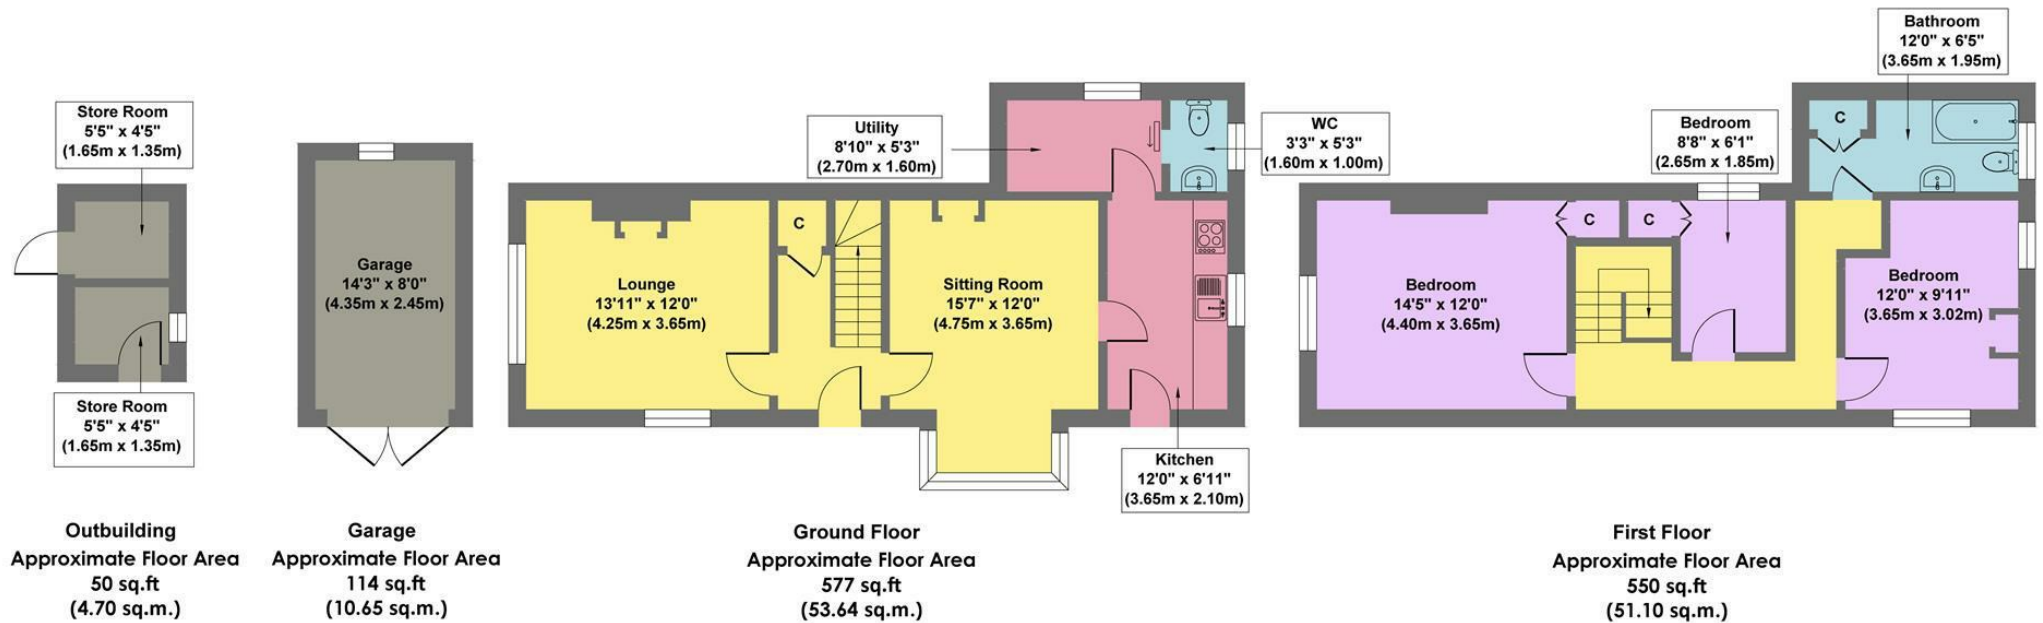 Store Room
5'5" x 4'5"
(1.65m x 1.35m)
Store Room
5'5" x 4'5"
(1.65m x 1.35m)
Outbuilding
Approximate Floor Area
50 sq.ft
(4.70 sq.m.)
Garage
14'3" x 8'0"
(4.35m x 2.45m)
Garage
Approximate Floor Area
114 sq.ft
(10.65 sq.m.)
Utility
8'10" x 5'3"
(2.70m x 1.60m)
WC
3'3" x 5'3"
(1.60m x 1.00m)
C
Lounge
13'11" x 12'0"
(4.25m x 3.65m)
Sitting Room
15'7" x 12'0"
(4.75m x 3.65m)
Kitchen
12'0" x 6'11"
(3.65m x 2.10m)
Ground Floor
Approximate Floor Area
577 sq.ft
(53.64 sq.m.)
Bathroom
12'0" x 6'5"
(3.65m x 1.95m)
Bedroom
8'8" x 6'1"
(2.65m x 1.85m)
C
C
C
Bedroom
14'5" x 12'0"
(4.40m x 3.65m)
Bedroom
12'0" x 9'11"
(3.65m x 3.02m)
First Floor
Approximate Floor Area
550 sq.ft
(51.10 sq.m.)